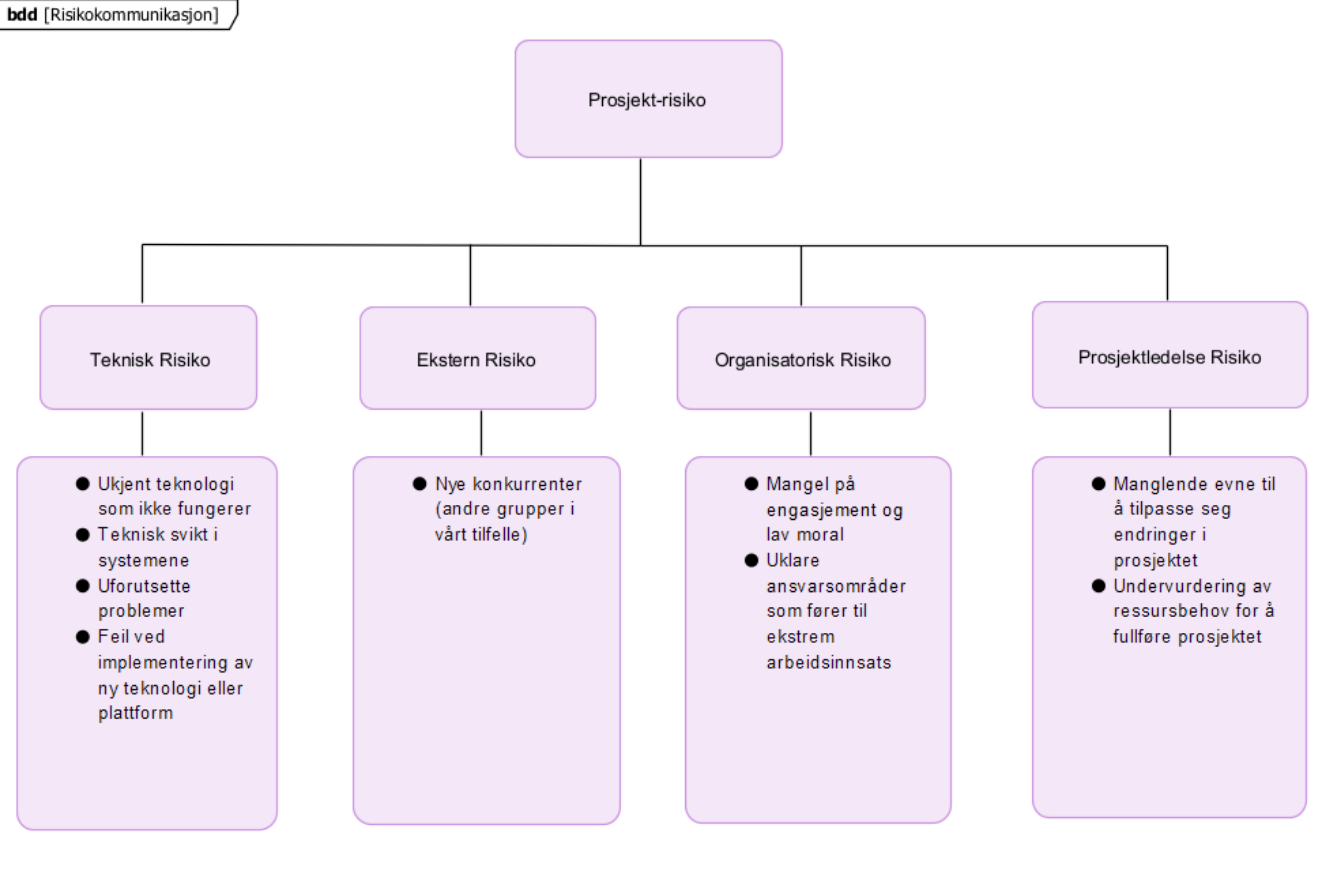 bdd [Risikokommunikasjon]
Prosjekt-risiko
Teknisk Risiko
Ekstern Risiko
Organisatorisk Risiko
Prosjektledelse Risiko
● Ukjent teknologi
som ikke fungerer
● Teknisk svikt i
systemene
● Uforutsette
problemer
● Feil ved
implementering av
ny teknologi eller
plattform
● Nye konkurrenter
(andre grupper i
vårt tilfelle)
● Mangel på
engasjement og
lav moral
● Uklare
ansvarsområder
som fører til
ekstrem
arbeidsinnsats
● Manglende evne til
å tilpasse seg
endringer i
prosjektet
● Undervurdering av
ressursbehov for å
fullføre prosjektet